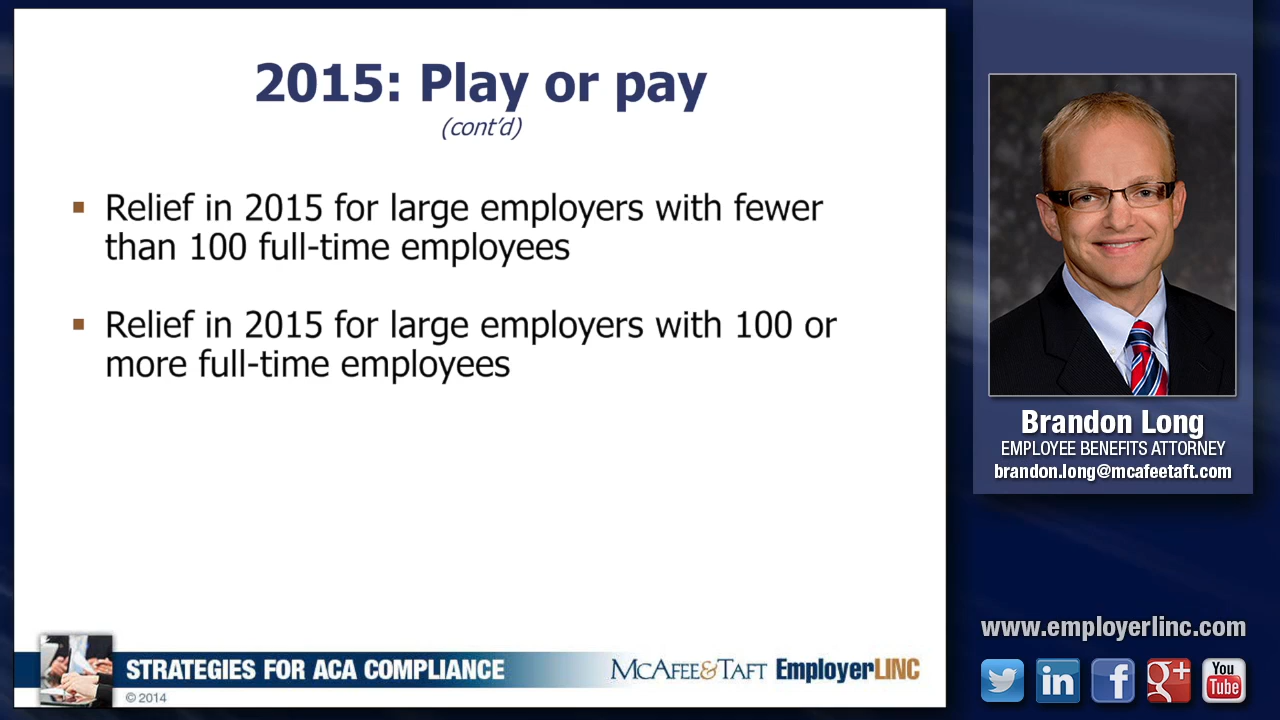 2015: Play or pay
(cont'd)
▪ Relief in 2015 for large employers with fewer
than 100 full-time employees
▪ Relief in 2015 for large employers with 100 or
more full-time employees
STRATEGIES FOR ACA COMPLIANCE
McAFEE&TAFT EmployerLINC
© 2014
Brandon Long
EMPLOYEE BENEFITS ATTORNEY
brandon.long@mcafeetaft.com
www.employerlinc.com
in
f
g+
You
Tube